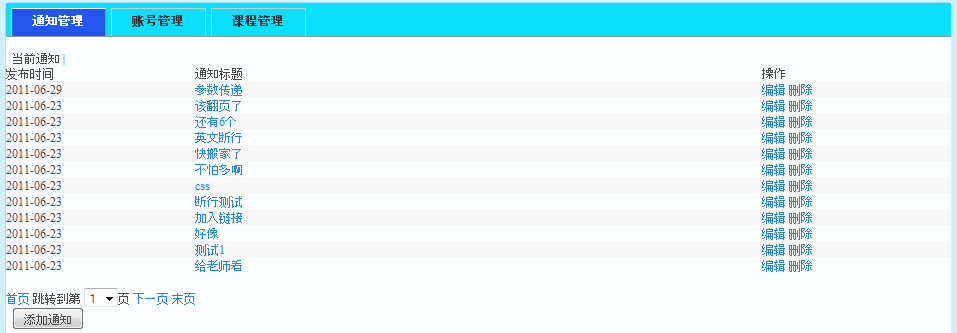 通知管理 账号管理 课程管理
当前通知 |
发布时间 通知标题 操作
2011-06-29 参数传递 编辑 删除
2011-06-23 该翻页了 编辑 删除
2011-06-23 还有6个 编辑 删除
2011-06-23 英文断行 编辑 删除
2011-06-23 快搬家了 编辑 删除
2011-06-23 不怕多啊 编辑 删除
2011-06-23 css 编辑 删除
2011-06-23 断行测试 编辑 删除
2011-06-23 加入链接 编辑 删除
2011-06-23 好像 编辑 删除
2011-06-23 测试1 编辑 删除
2011-06-23 给老师看 编辑 删除
首页 跳转到第 1 页 下一页 末页
添加通知